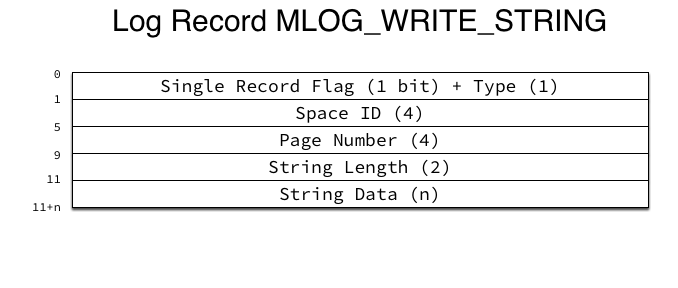 Log Record MLOG_WRITE_STRING
0
Single Record Flag (1 bit) + Type (1)
1
Space ID (4)
5
Page Number (4)
9
String Length (2)
11
String Data (n)
11+n